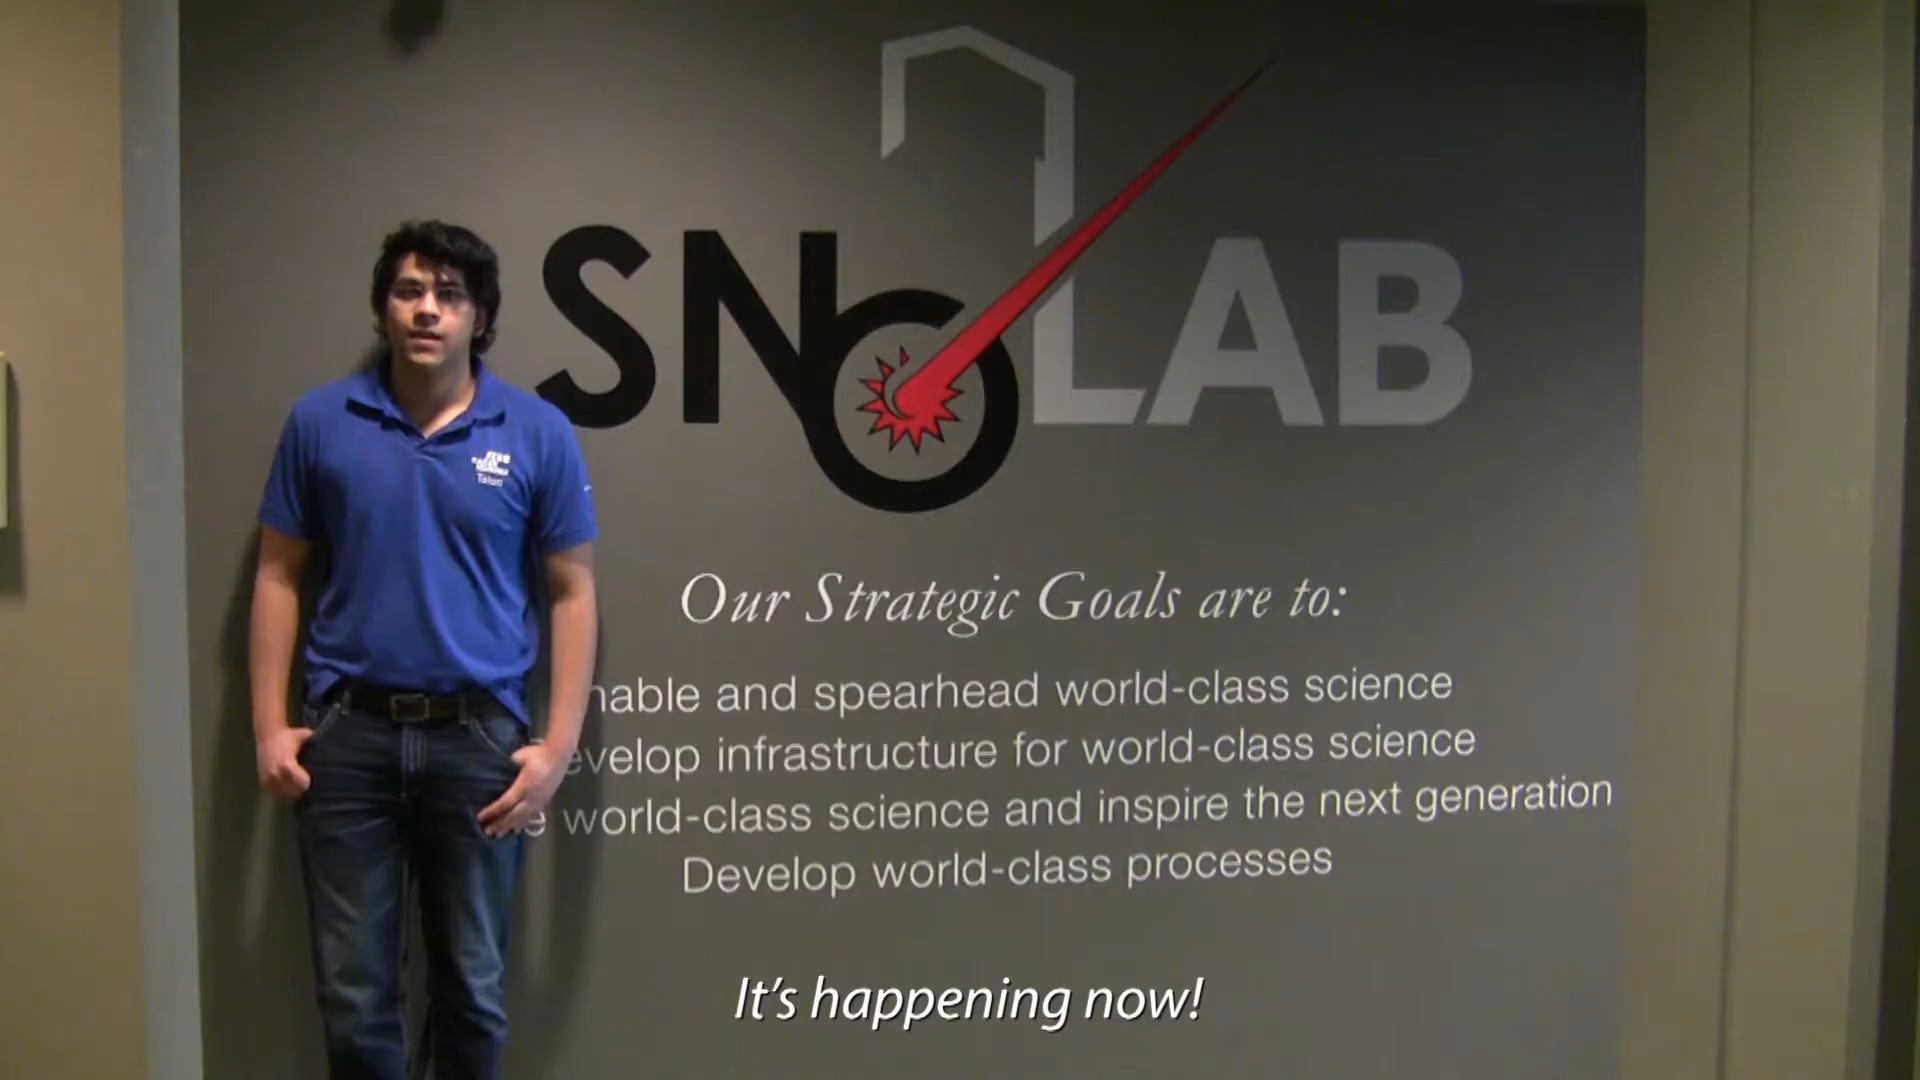 SNOLAB
Talon
Our Strategic Goals are to:
nable and spearhead world-class science
evelop infrastructure for world-class science
e world-class science and inspire the next generation
Develop world-class processes
It's happening now!